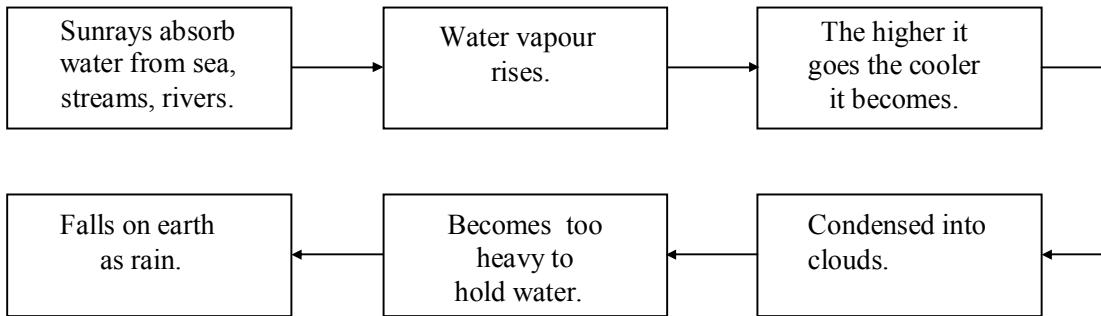 Sunrays absorb
water from sea,
streams, rivers.
Water vapour
rises.
The higher it
goes the cooler
it becomes.
Condensed into
clouds.
Becomes too
heavy to
hold water.
Falls on earth
as rain.